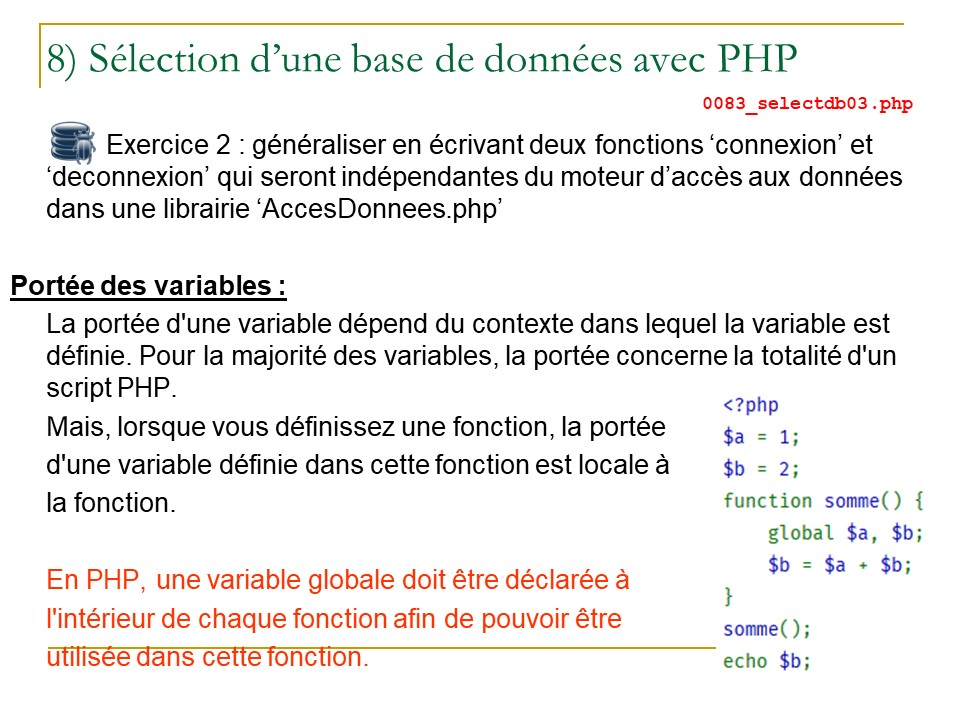 8) Sélection d’une base de données avec PHP
0083_selectdb03.php
Exercice 2 : généraliser en écrivant deux fonctions ‘connexion’ et
‘deconnexion’ qui seront indépendantes du moteur d’accès aux données
dans une librairie ‘AccesDonnees.php’
Portée des variables :
La portée d'une variable dépend du contexte dans lequel la variable est
définie. Pour la majorité des variables, la portée concerne la totalité d'un
script PHP.
Mais, lorsque vous définissez une fonction, la portée
d'une variable définie dans cette fonction est locale à
la fonction.
En PHP, une variable globale doit être déclarée à
l'intérieur de chaque fonction afin de pouvoir être
utilisée dans cette fonction.
<?php
$a = 1;
$b = 2;
function somme() {
    global $a, $b;
    $b = $a + $b;
}
somme();
echo $b;